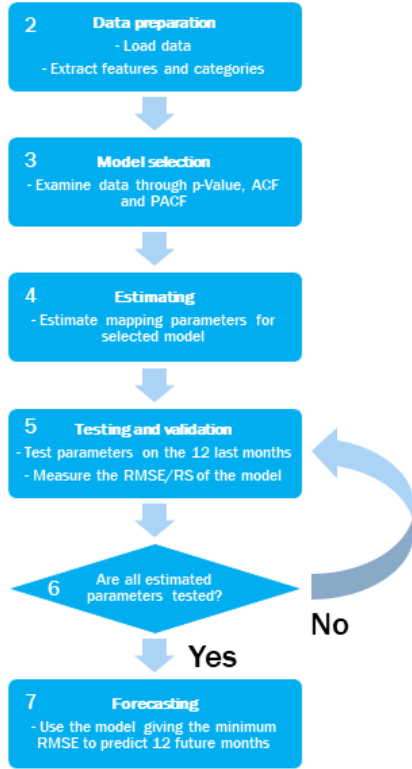 2 Data preparation
- Load data
- Extract features and categories
3 Model selection
- Examine data through p-Value, ACF
and PACF
4 Estimating
- Estimate mapping parameters for
selected model
5 Testing and validation
- Test parameters on the 12 last months
- Measure the RMSE/RS of the model
6 Are all estimated
parameters tested?
No
Yes
7 Forecasting
- Use the model giving the minimum
RMSE to predict 12 future months